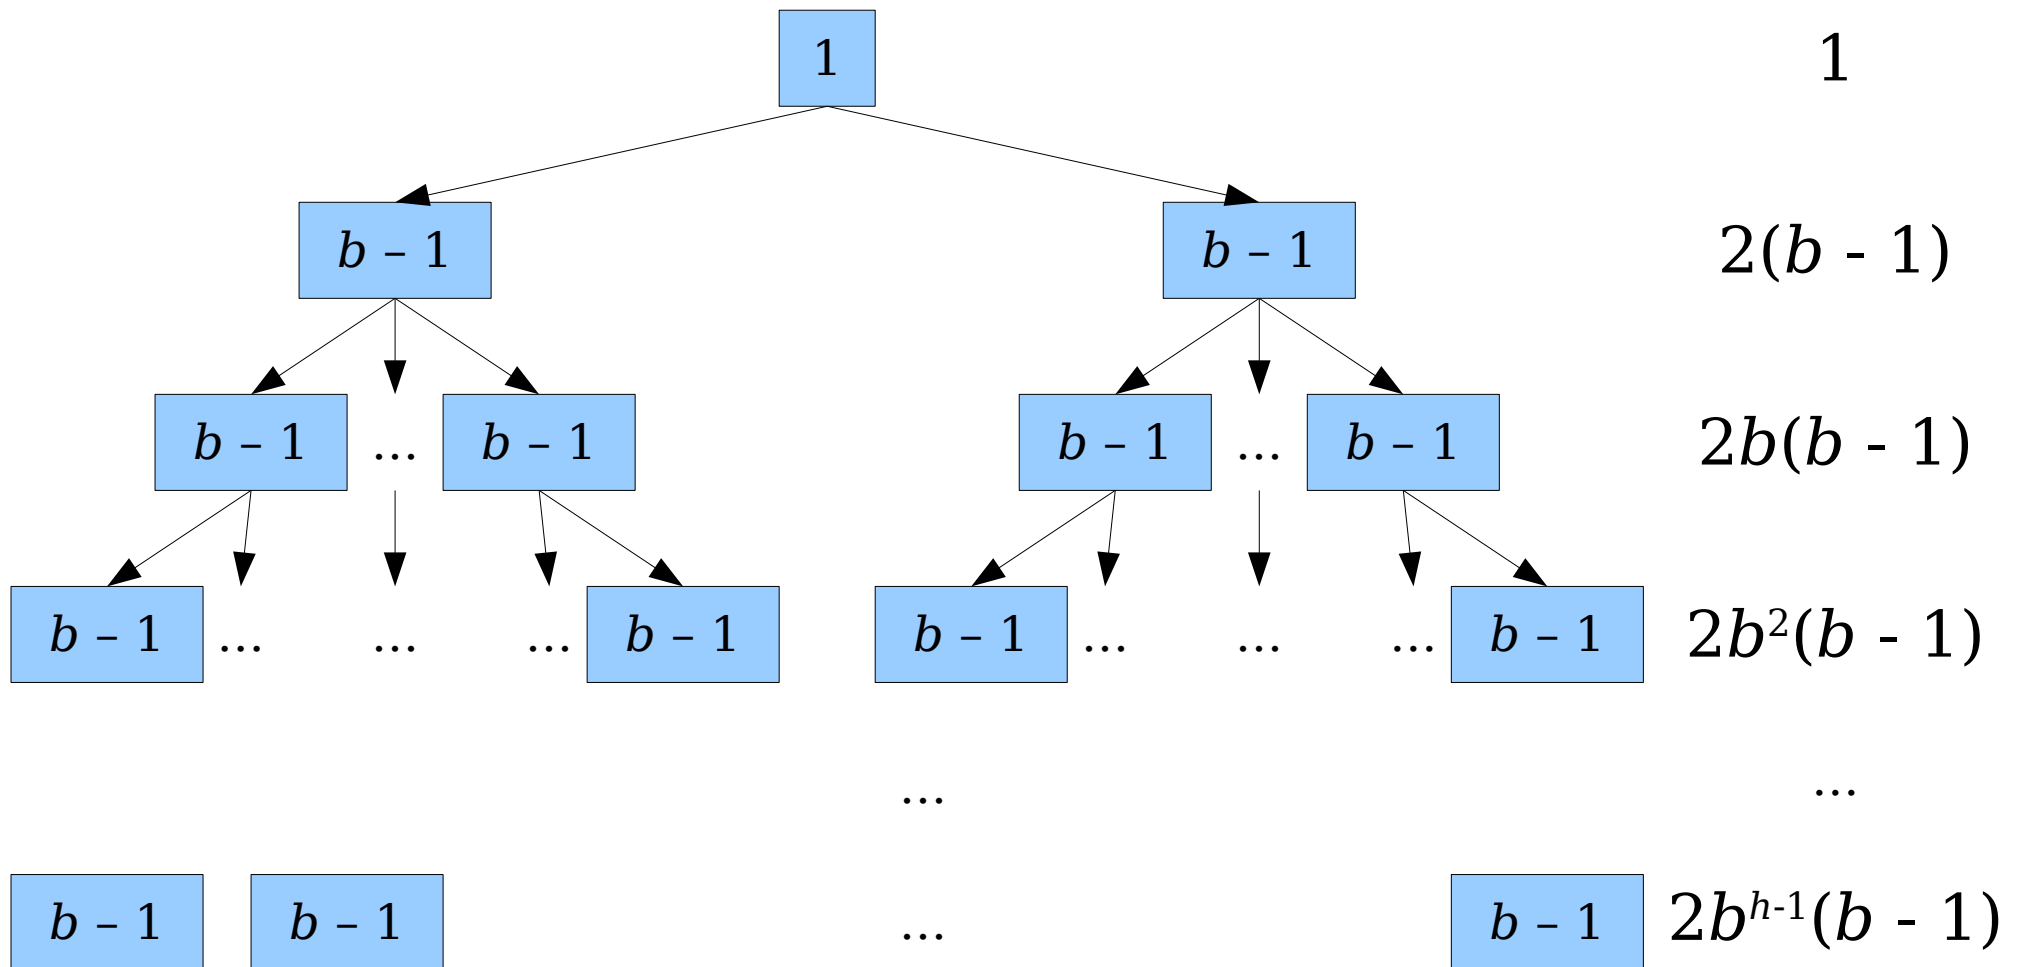 1 1
b – 1 b – 1 2(b - 1)
b – 1 ... b – 1 b – 1 ... b – 1 2b(b - 1)
b – 1 ... ... ... b – 1 b – 1 ... ... ... b – 1 2b²(b - 1)
... ...
b – 1 b – 1 ... b – 1 2bʰ⁻¹(b - 1)